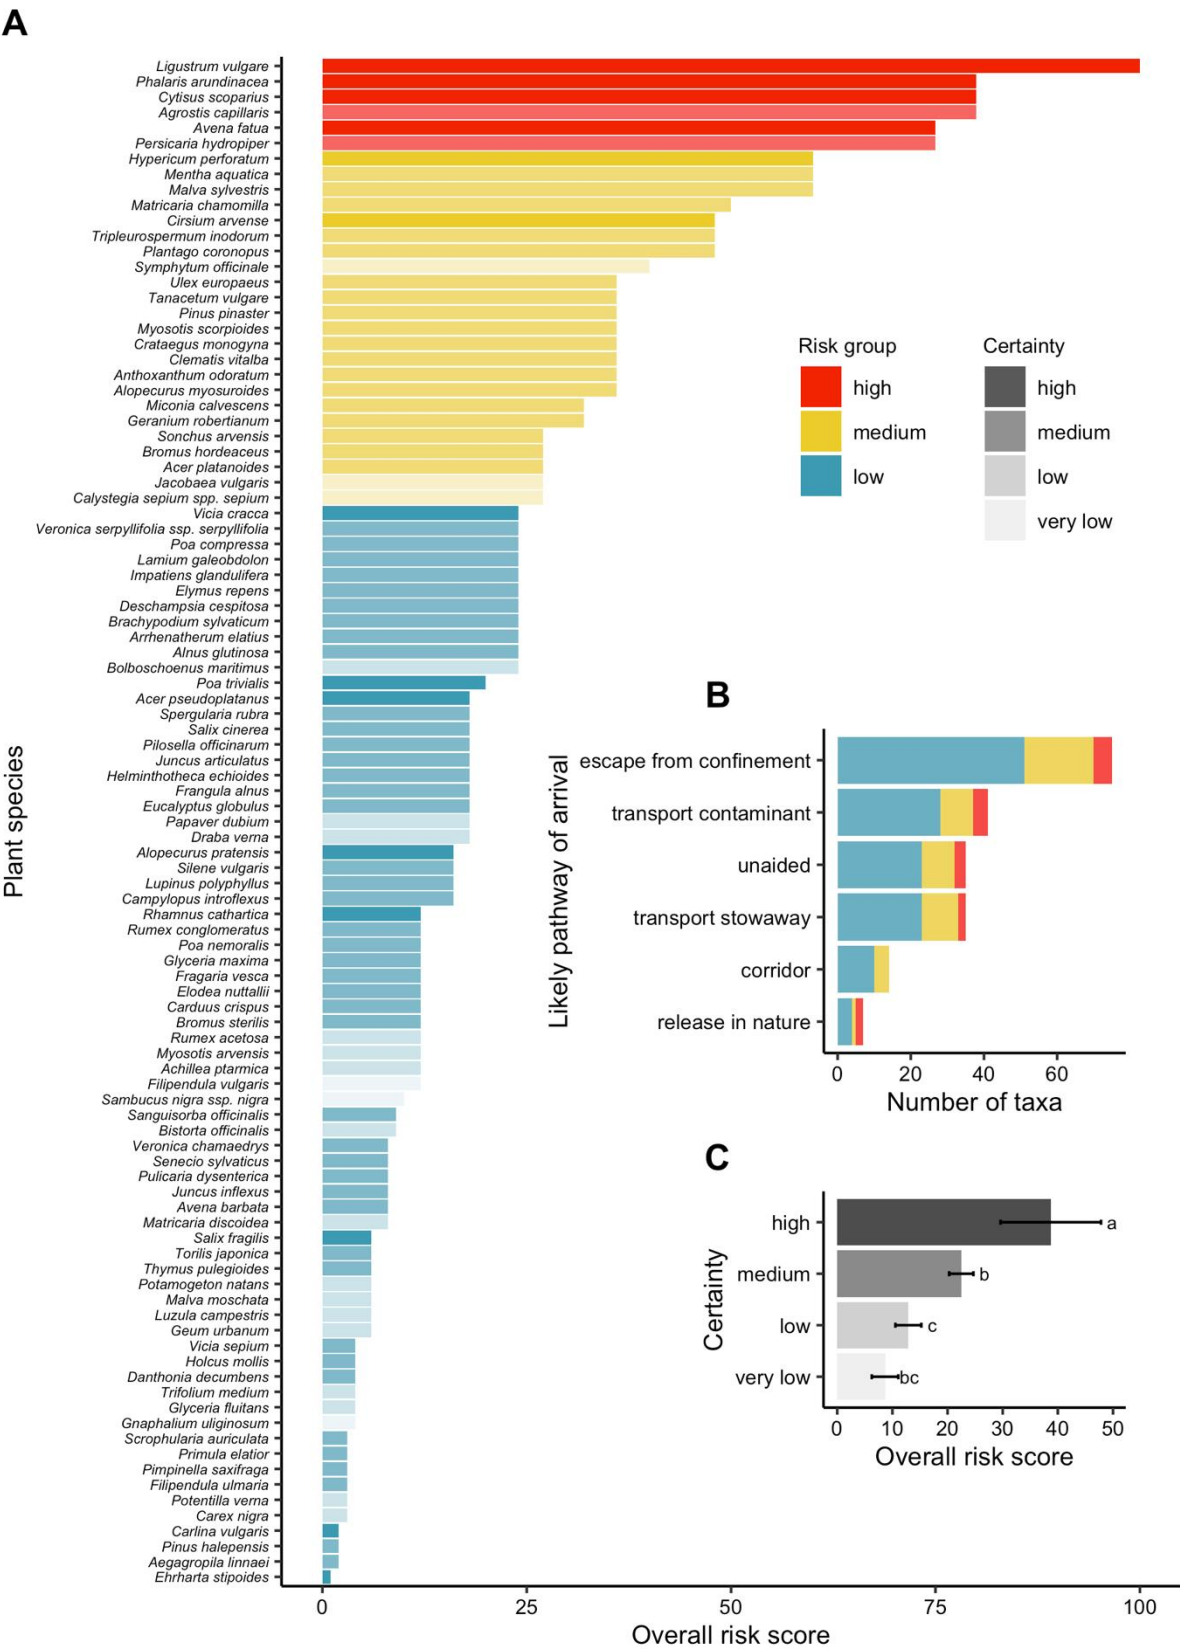 A
Plant species
Ligustrum vulgare
Phalaris arundinacea
Cytisus scoparius
Agrostis capillaris
Avena fatua
Persicaria hydropiper
Hypericum perforatum
Mentha aquatica
Malva sylvestris
Matricaria chamomilla
Cirsium arvense
Tripleurospermum inodorum
Plantago coronopus
Symphytum officinale
Ulex europaeus
Tanacetum vulgare
Pinus pinaster
Myosotis scorpioides
Crataegus monogyna
Clematis vitalba
Anthoxanthum odoratum
Alopecurus myosuroides
Miconia calvescens
Geranium robertianum
Sonchus arvensis
Bromus hordeaceus
Acer platanoides
Jacobaea vulgaris
Calystegia sepium spp. sepium
Vicia cracca
Veronica serpyllifolia ssp. serpyllifolia
Poa compressa
Lamium galeobdolon
Impatiens glandulifera
Elymus repens
Deschampsia cespitosa
Brachypodium sylvaticum
Arrhenatherum elatius
Alnus glutinosa
Bolboschoenus maritimus
Poa trivialis
Acer pseudoplatanus
Spergularia rubra
Salix cinerea
Pilosella officinarum
Juncus articulatus
Helminthotheca echioides
Frangula alnus
Eucalyptus globulus
Papaver dubium
Draba verna
Alopecurus pratensis
Silene vulgaris
Lupinus polyphyllus
Campylopus introflexus
Rhamnus cathartica
Rumex conglomeratus
Poa nemoralis
Glyceria maxima
Fragaria vesca
Elodea nuttallii
Carduus crispus
Bromus sterilis
Rumex acetosa
Myosotis arvensis
Achillea ptarmica
Filipendula vulgaris
Sambucus nigra ssp. nigra
Sanguisorba officinalis
Bistorta officinalis
Veronica chamaedrys
Senecio sylvaticus
Pulicaria dysenterica
Juncus inflexus
Avena barbata
Matricaria discoidea
Salix fragilis
Torilis japonica
Thymus pulegioides
Potamogeton natans
Malva moschata
Luzula campestris
Geum urbanum
Vicia sepium
Holcus mollis
Danthonia decumbens
Trifolium medium
Glyceria fluitans
Gnaphalium uliginosum
Scrophularia auriculata
Primula elatior
Pimpinella saxifraga
Filipendula ulmaria
Potentilla verna
Carex nigra
Carlina vulgaris
Pinus halepensis
Aegagropila linnaei
Ehrharta stipoides
0 25 50 75 100
Overall risk score
Risk group
high
medium
low
Certainty
high
medium
low
very low
B
Likely pathway of arrival
escape from confinement
transport contaminant
unaided
transport stowaway
corridor
release in nature
0 20 40 60
Number of taxa
C
Certainty
high a
medium b
low c
very low bc
0 10 20 30 40 50
Overall risk score